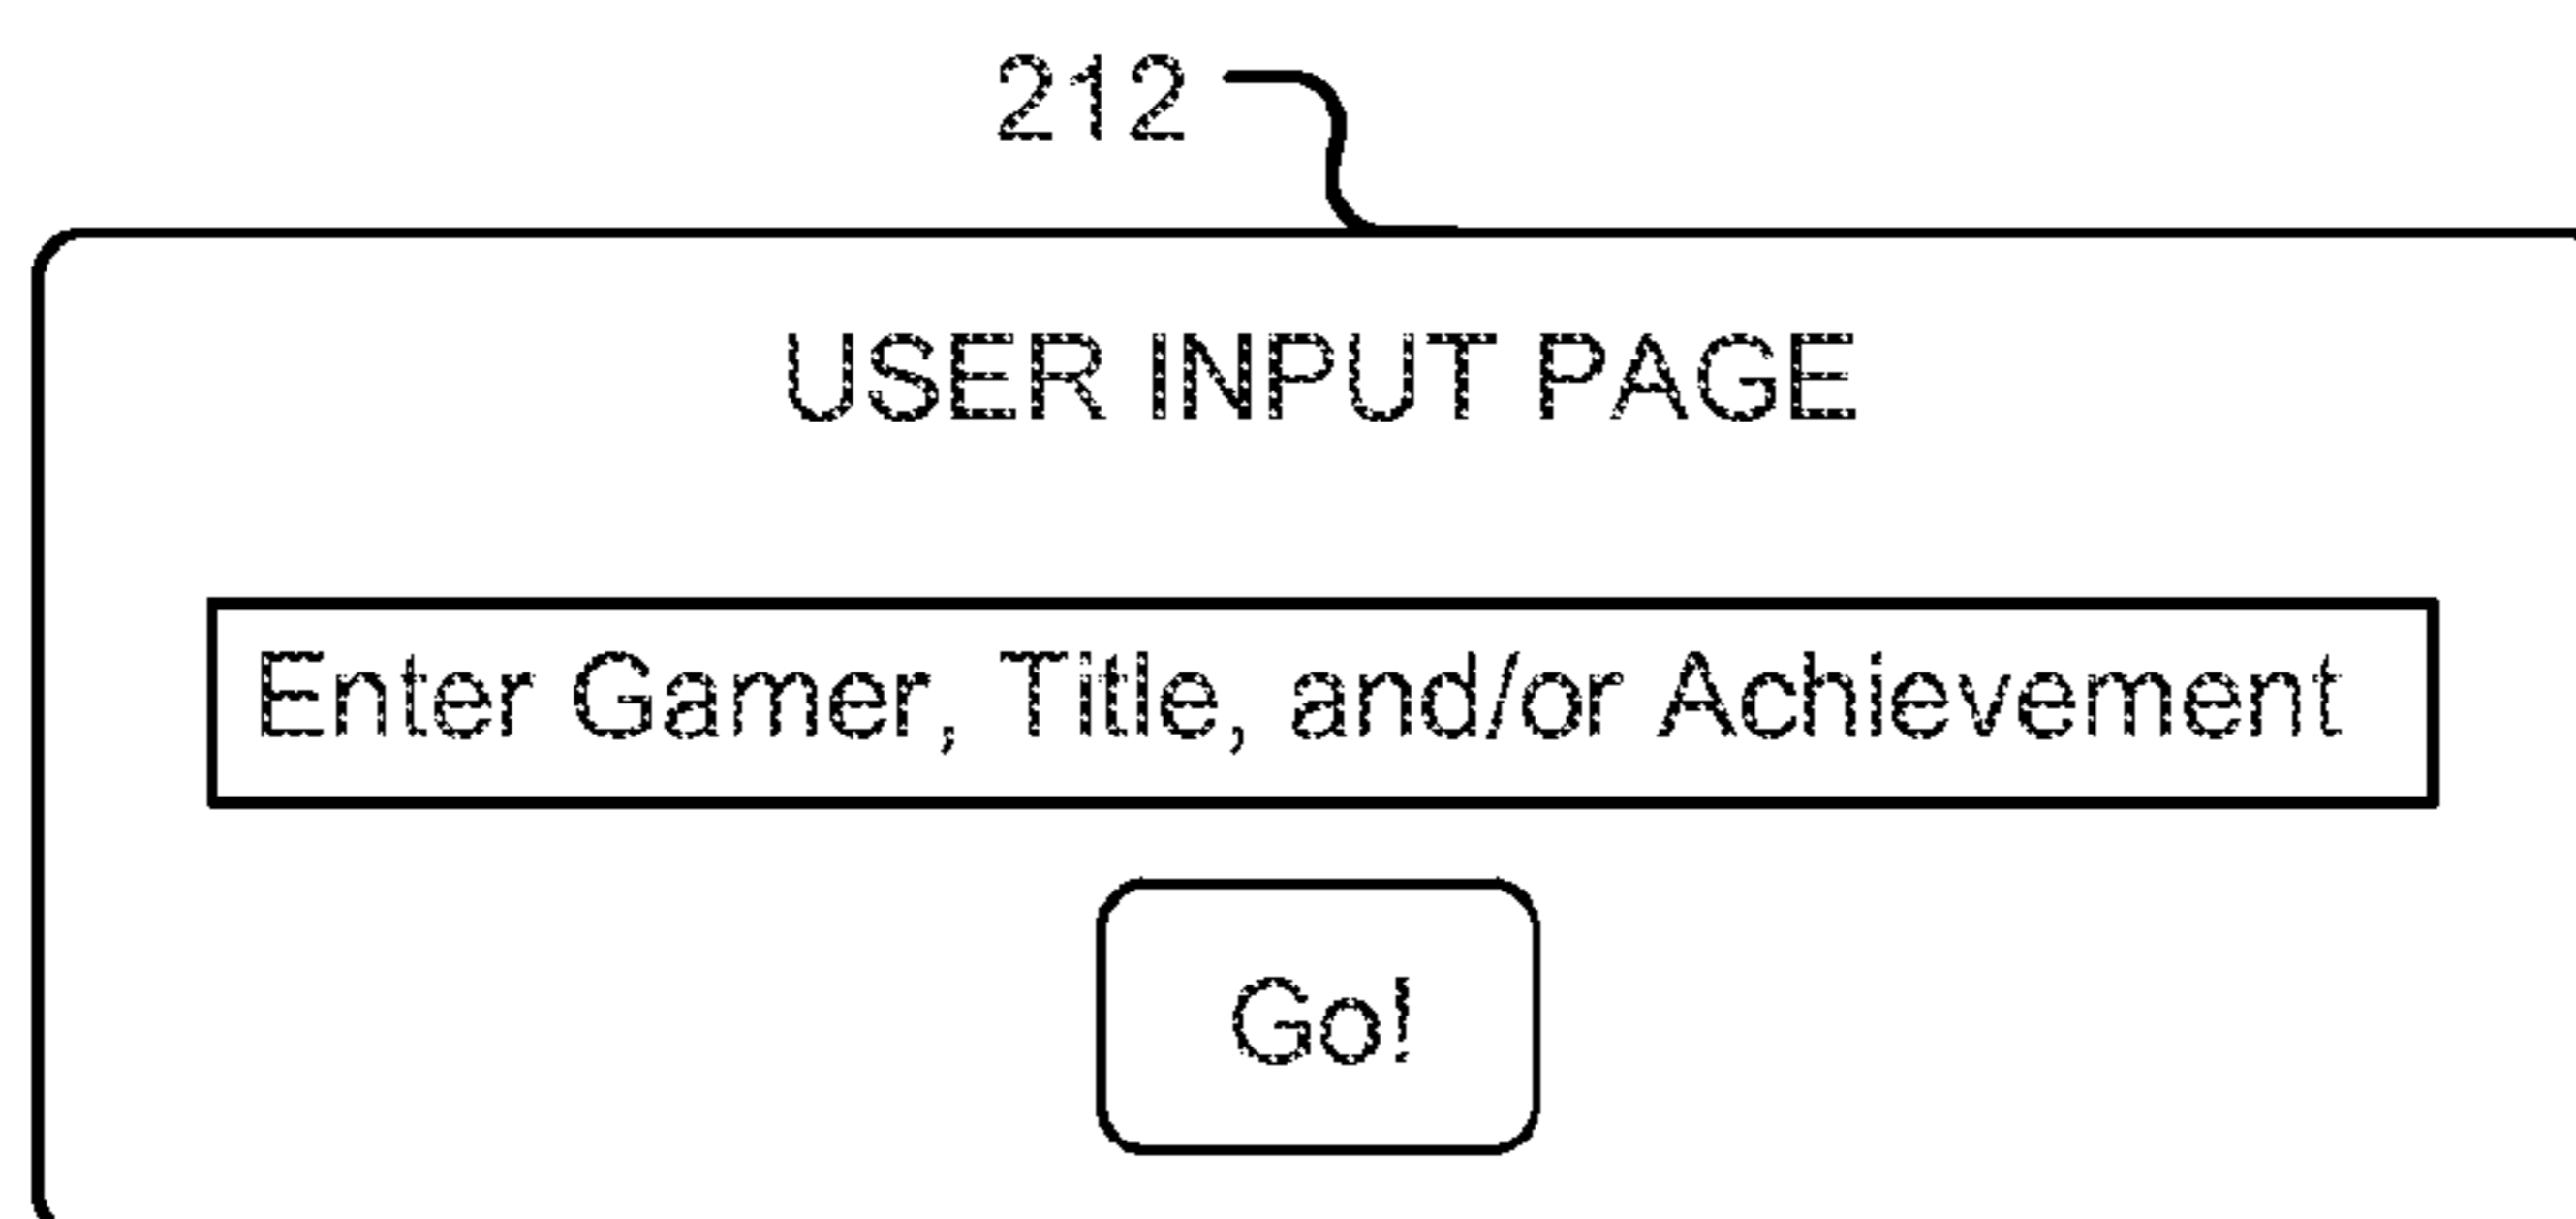 212
USER INPUT PAGE
Enter Gamer, Title, and/or Achievement
Go!